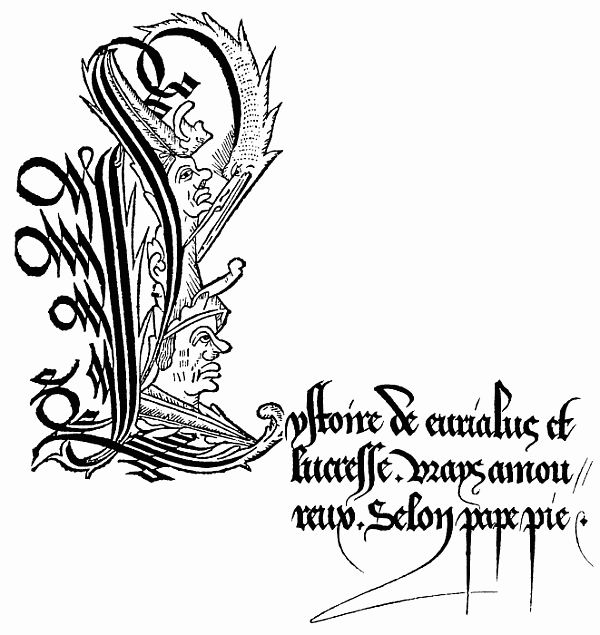 Lystoire de eurialus et
lucresse. vrays amou//
reux. Selon pape pie.